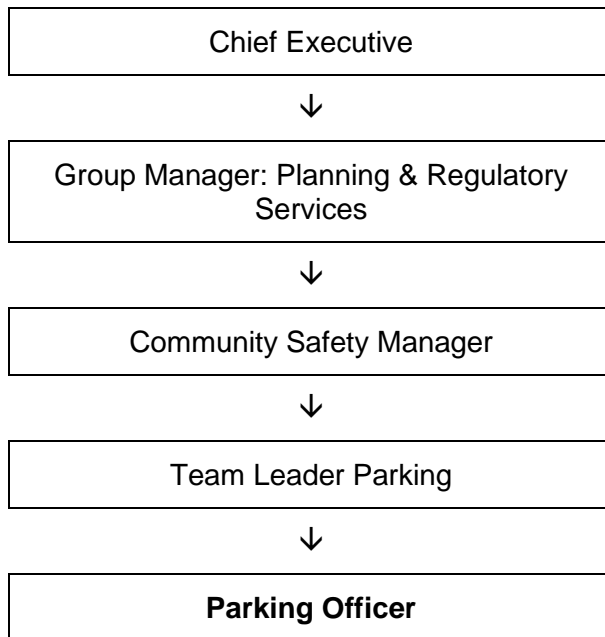 Chief Executive
↓
Group Manager: Planning & Regulatory
Services
↓
Community Safety Manager
↓
Team Leader Parking
↓
Parking Officer